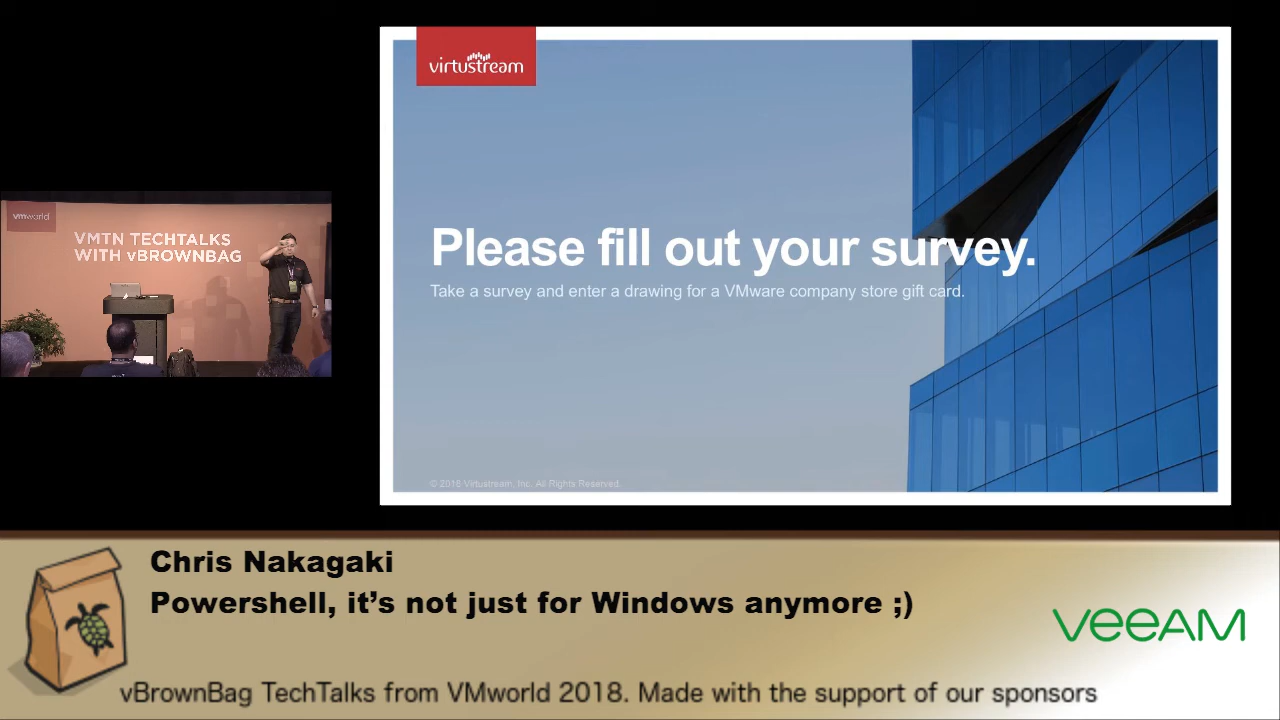 virtustream
Please fill out your survey.
Take a survey and enter a drawing for a VMware company store gift card.
© 2018 Virtustream, Inc. All Rights Reserved.
vmworld
VMTN TECHTALKS
WITH vBROWNBAG
Chris Nakagaki
Powershell, it’s not just for Windows anymore ;)
veeAM
vBrownBag TechTalks from VMworld 2018. Made with the support of our sponsors